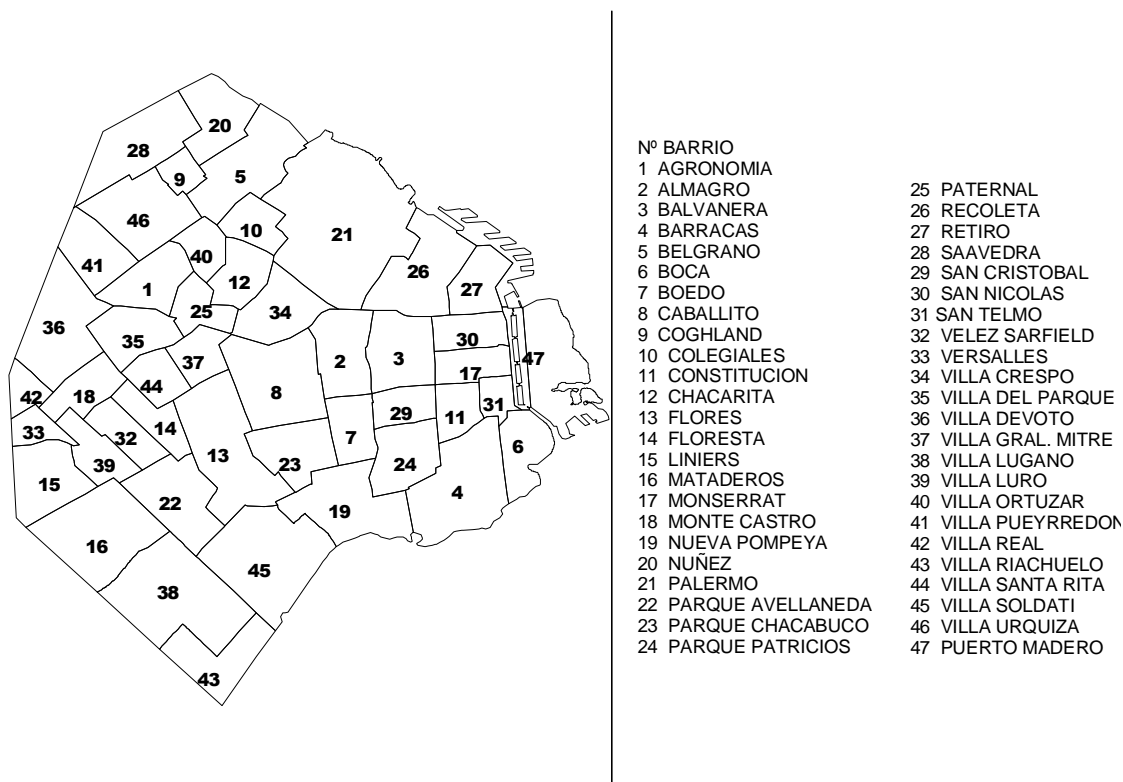 20
28
5
9
46
10
21
40
41
26
12
27
1
25
34
36
30
35
47
37
2
3
17
44
8
42
18
31
29
11
14
33
32
7
6
13
23
24
39
15
4
22
19
16
45
38
43
Nº BARRIO
1 AGRONOMIA
2 ALMAGRO
3 BALVANERA
4 BARRACAS
5 BELGRANO
6 BOCA
7 BOEDO
8 CABALLITO
9 COGHLAND
10 COLEGIALES
11 CONSTITUCION
12 CHACARITA
13 FLORES
14 FLORESTA
15 LINIERS
16 MATADEROS
17 MONSERRAT
18 MONTE CASTRO
19 NUEVA POMPEYA
20 NUÑEZ
21 PALERMO
22 PARQUE AVELLANEDA
23 PARQUE CHACABUCO
24 PARQUE PATRICIOS
25 PATERNAL
26 RECOLETA
27 RETIRO
28 SAAVEDRA
29 SAN CRISTOBAL
30 SAN NICOLAS
31 SAN TELMO
32 VELEZ SARFIELD
33 VERSALLES
34 VILLA CRESPO
35 VILLA DEL PARQUE
36 VILLA DEVOTO
37 VILLA GRAL. MITRE
38 VILLA LUGANO
39 VILLA LURO
40 VILLA ORTUZAR
41 VILLA PUEYRREDON
42 VILLA REAL
43 VILLA RIACHUELO
44 VILLA SANTA RITA
45 VILLA SOLDATI
46 VILLA URQUIZA
47 PUERTO MADERO